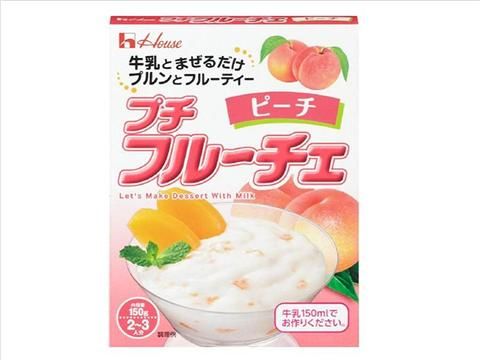 House
牛乳とまぜるだけ
プルンとフルーティー
ピーチ
プチ
フルーチェ
Let's Make Dessert With Milk
内容量
150g
2~3
人分
調理例
牛乳150mlで
お作りください。